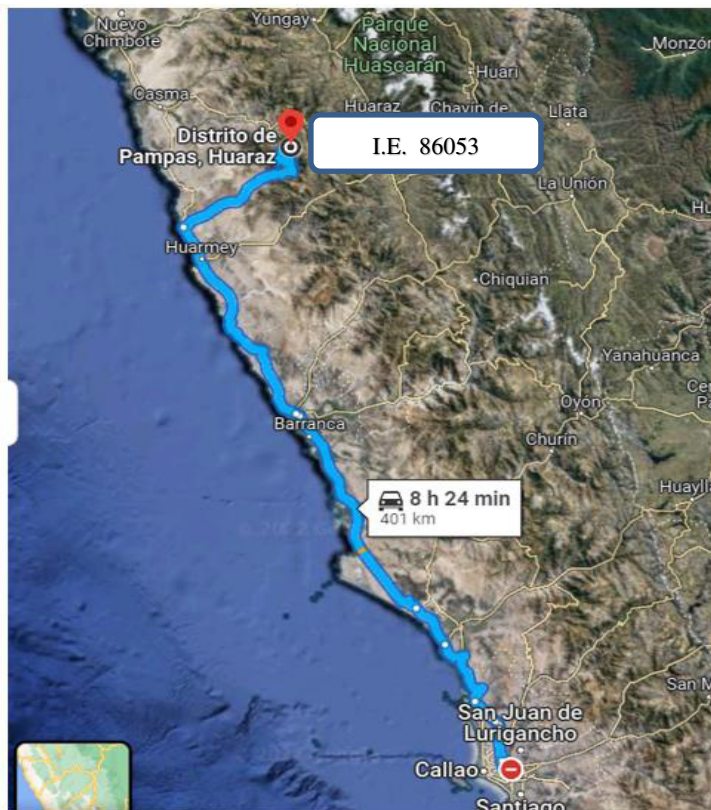 Nuevo
Chimbote
Yungay
Parque
Nacional
Huascarán
Monzón
Huari
Casma
Huaraz
Chavín de
Llata
Distrito de
Pampas, Huaraz
I.E. 86053
La Unión
Huarmey
Chiquian
Yanahuanca
Oyón
Barranca
Churín
8 h 24 min
401 km
San Juan de
Lurigancho
Callao
Santiago